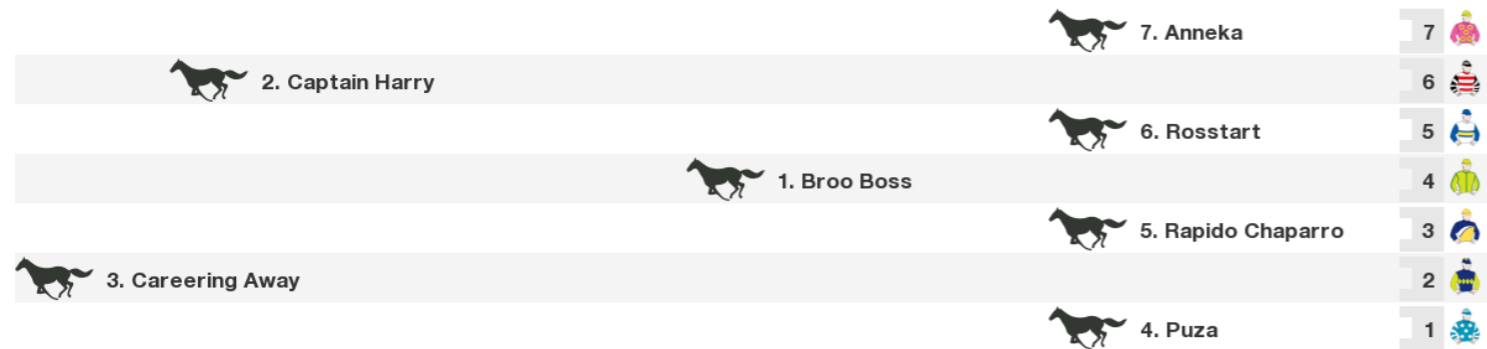 7. Anneka 7
2. Captain Harry 6
6. Rosstart 5
1. Broo Boss 4
5. Rapido Chaparro 3
3. Careering Away 2
4. Puza 1